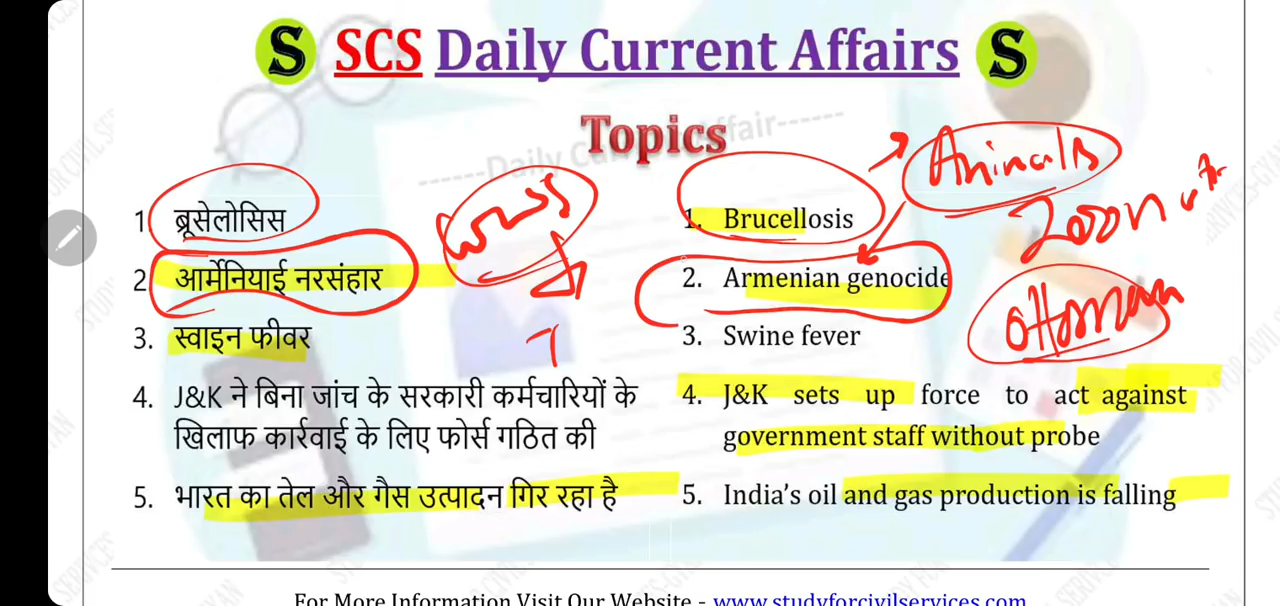 S SCS Daily Current Affairs S
Topics
1. ब्रूसेलोसिस
2. आर्मेनियाई नरसंहार
3. स्वाइन फीवर
4. J&K ने बिना जांच के सरकारी कर्मचारियों के
खिलाफ कार्रवाई के लिए फोर्स गठित की
5. भारत का तेल और गैस उत्पादन गिर रहा है
1. Brucellosis
2. Armenian genocide
3. Swine fever
4. J&K sets up force to act against
government staff without probe
5. India's oil and gas production is falling
Animals
Ottoman
For More Information Visit Our Website - www.studyforcivilservices.com